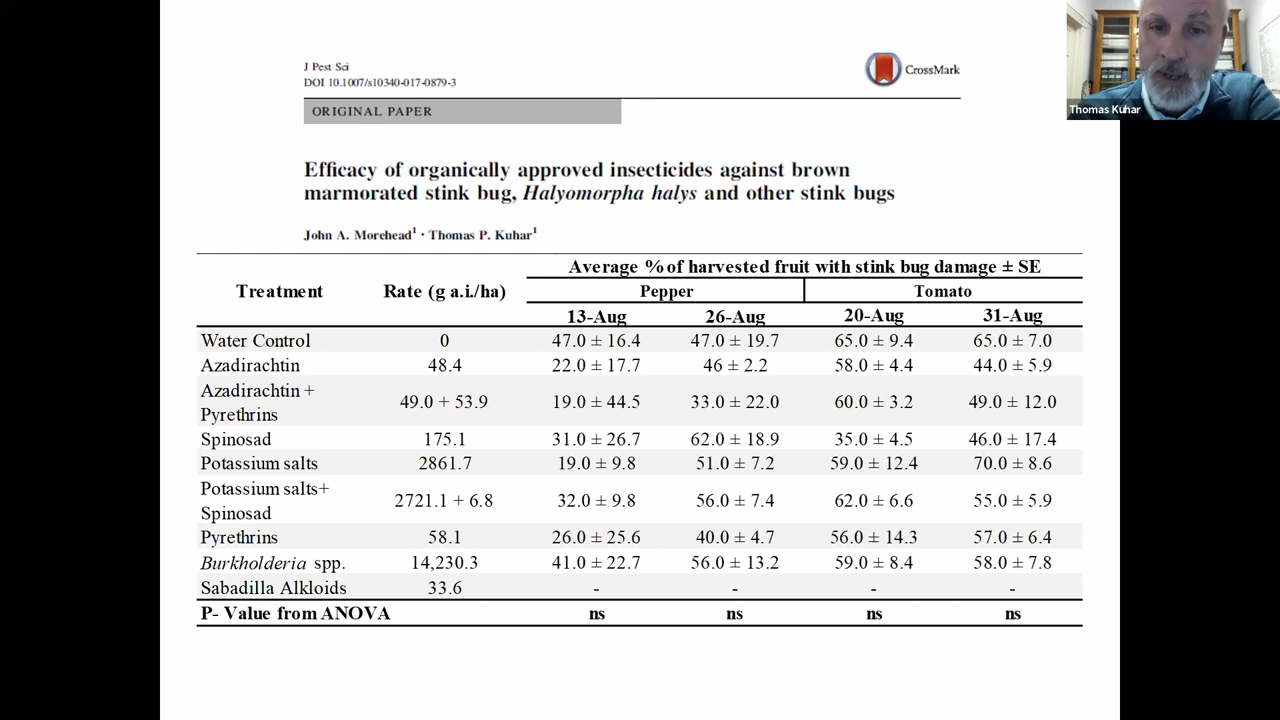 J Pest Sci
DOI 10.1007/s10340-017-0879-3
CrossMark
Thomas Kuhar
ORIGINAL PAPER
Efficacy of organically approved insecticides against brown
marmorated stink bug, Halyomorpha halys and other stink bugs
John A. Morehead1 · Thomas P. Kuhar1
Average % of harvested fruit with stink bug damage ± SE
Treatment Rate (g a.i./ha) Pepper Tomato
13-Aug 26-Aug 20-Aug 31-Aug
Water Control 0 47.0 ± 16.4 47.0 ± 19.7 65.0 ± 9.4 65.0 ± 7.0
Azadirachtin 48.4 22.0 ± 17.7 46 ± 2.2 58.0 ± 4.4 44.0 ± 5.9
Azadirachtin +
Pyrethrins 49.0 + 53.9 19.0 ± 44.5 33.0 ± 22.0 60.0 ± 3.2 49.0 ± 12.0
Spinosad 175.1 31.0 ± 26.7 62.0 ± 18.9 35.0 ± 4.5 46.0 ± 17.4
Potassium salts 2861.7 19.0 ± 9.8 51.0 ± 7.2 59.0 ± 12.4 70.0 ± 8.6
Potassium salts+
Spinosad 2721.1 + 6.8 32.0 ± 9.8 56.0 ± 7.4 62.0 ± 6.6 55.0 ± 5.9
Pyrethrins 58.1 26.0 ± 25.6 40.0 ± 4.7 56.0 ± 14.3 57.0 ± 6.4
Burkholderia spp. 14,230.3 41.0 ± 22.7 56.0 ± 13.2 59.0 ± 8.4 58.0 ± 7.8
Sabadilla Alkloids 33.6 - - - -
P- Value from ANOVA ns ns ns ns